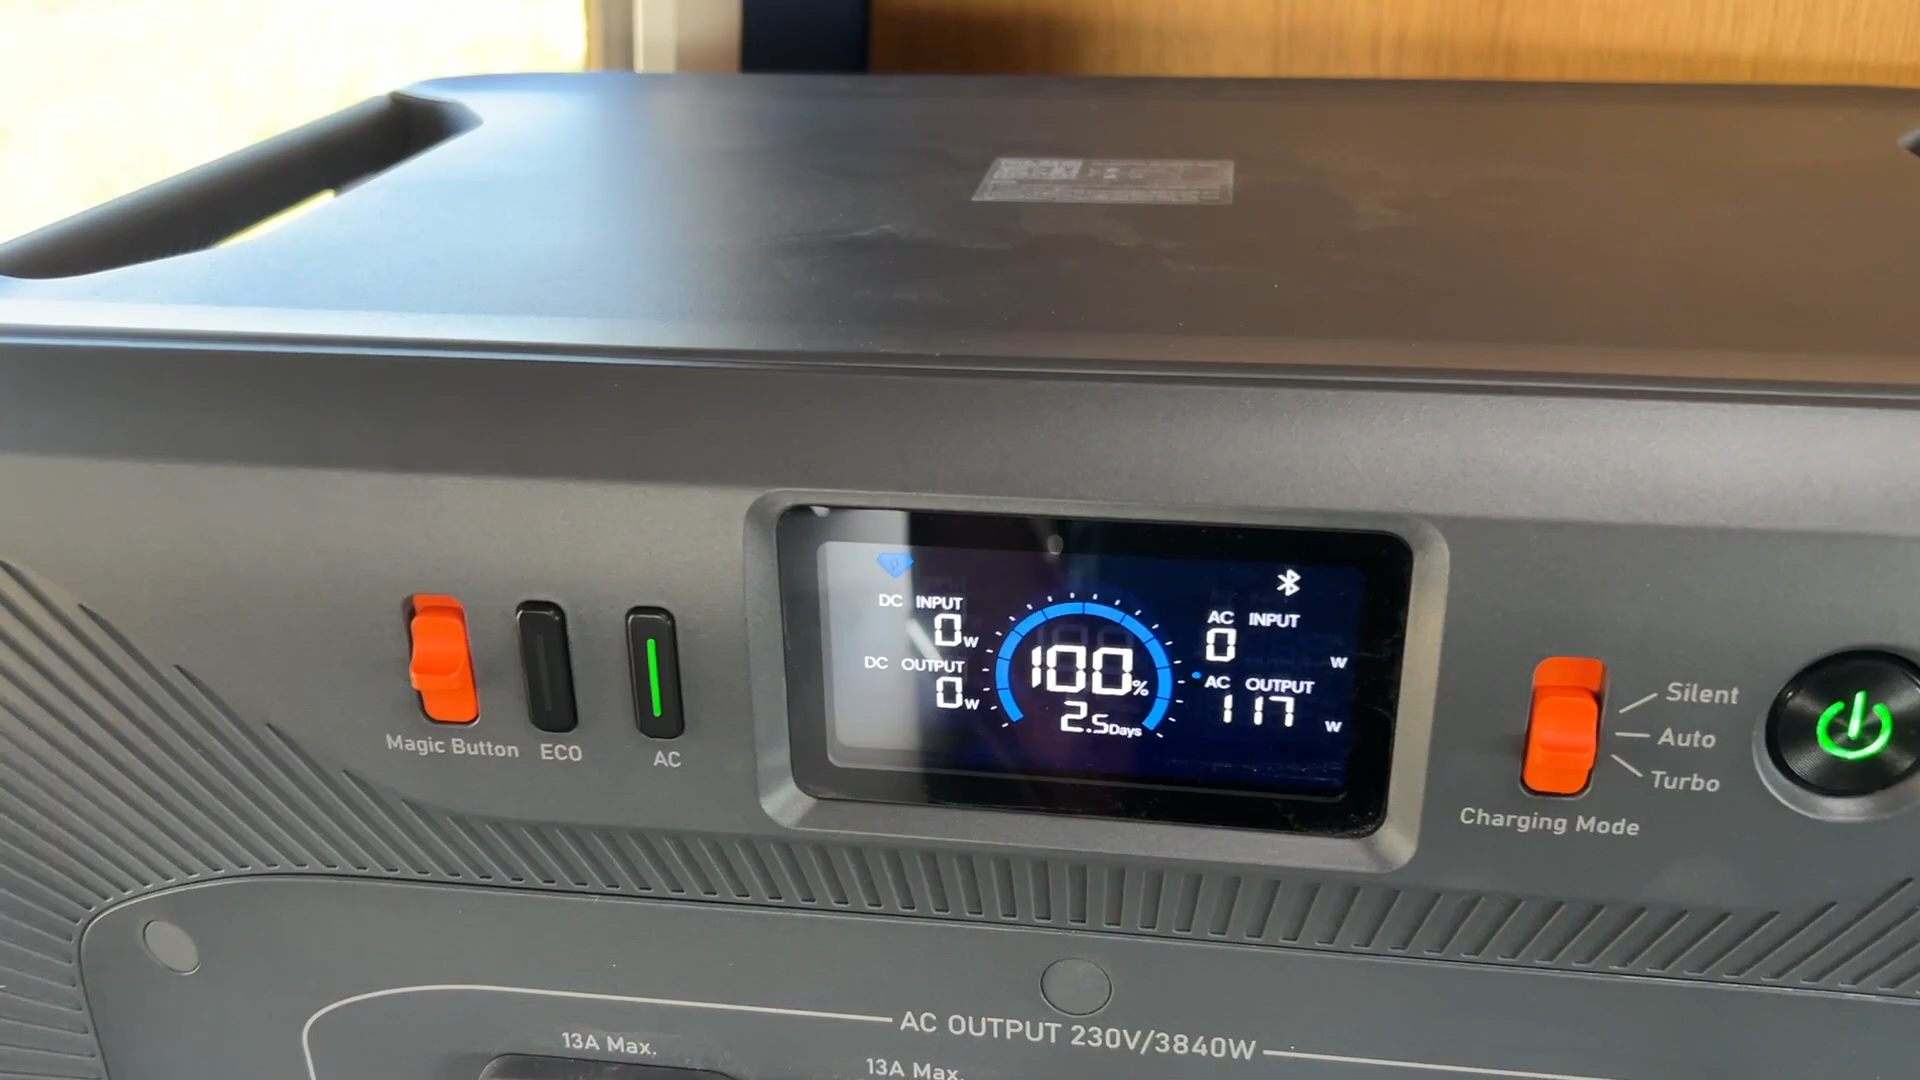 DC INPUT
0w
DC OUTPUT
0w
100%
2.5Days
AC INPUT
0 W
AC OUTPUT
117 W
Magic Button
ECO
AC
Silent
Auto
Turbo
Charging Mode
AC OUTPUT 230V/3840W
13A Max.
13A Max.